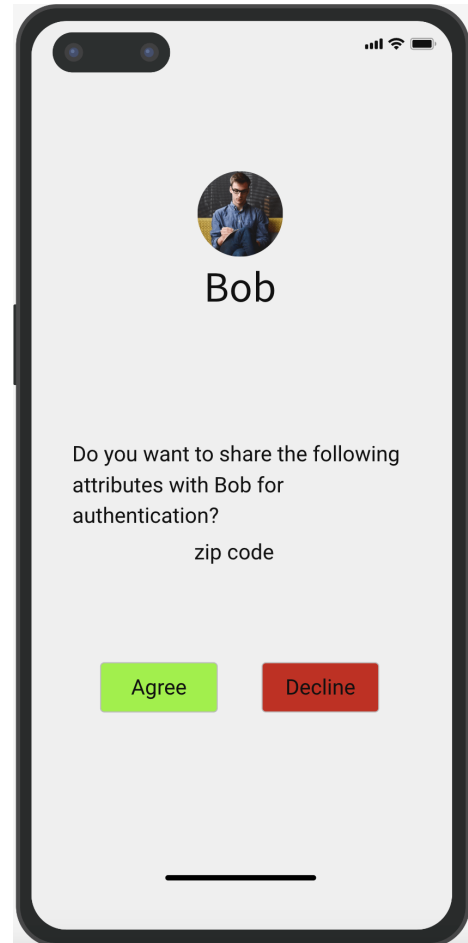 Bob
Do you want to share the following
attributes with Bob for
authentication?
zip code
Agree
Decline